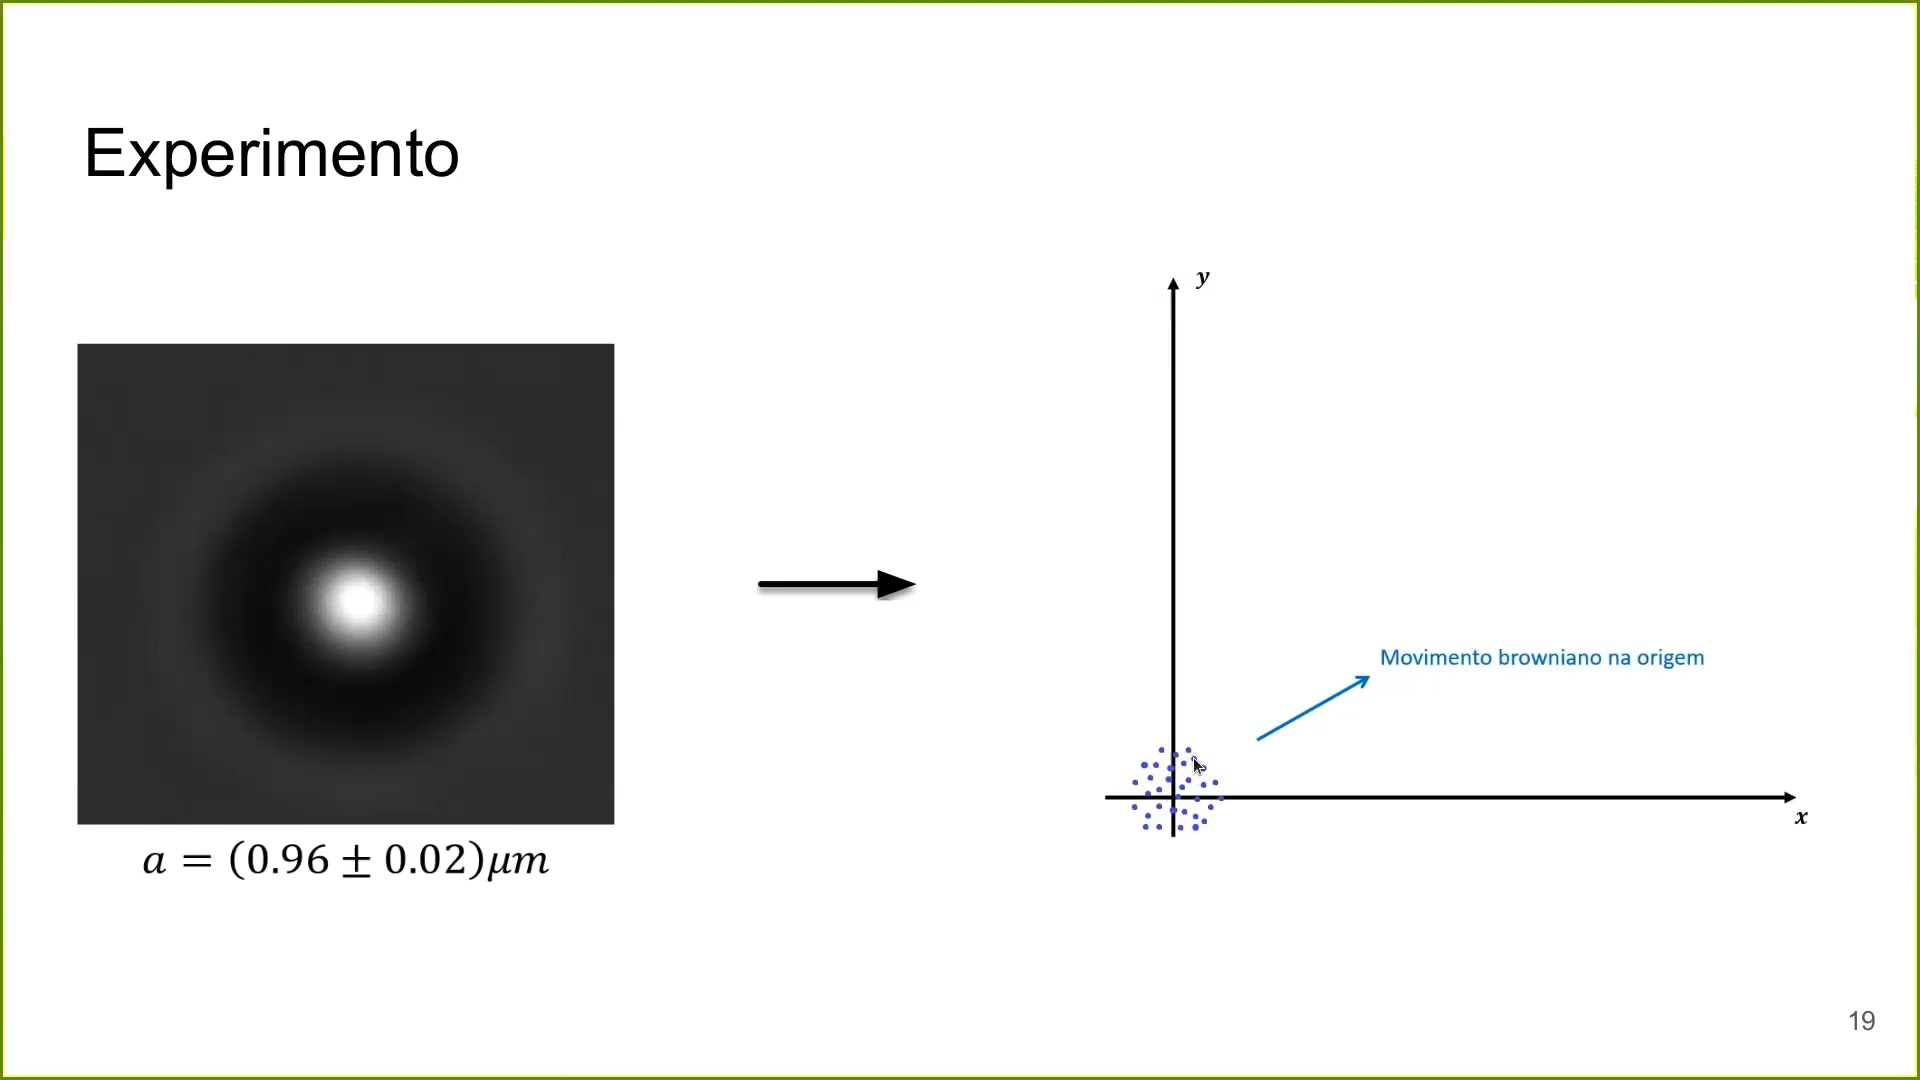 Experimento
y
Movimento browniano na origem
x
a = (0.96 ± 0.02)μm
19